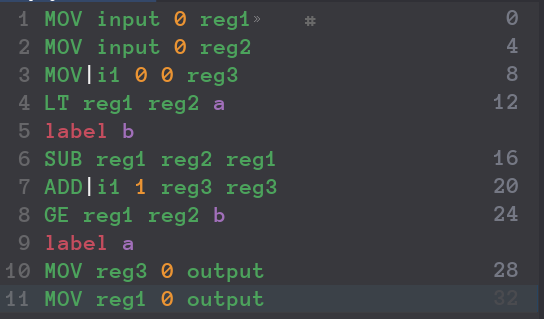 1 MOV input 0 reg1» # 0
2 MOV input 0 reg2 4
3 MOV|i1 0 0 reg3 8
4 LT reg1 reg2 a 12
5 label b
6 SUB reg1 reg2 reg1 16
7 ADD|i1 1 reg3 reg3 20
8 GE reg1 reg2 b 24
9 label a
10 MOV reg3 0 output 28
11 MOV reg1 0 output 32